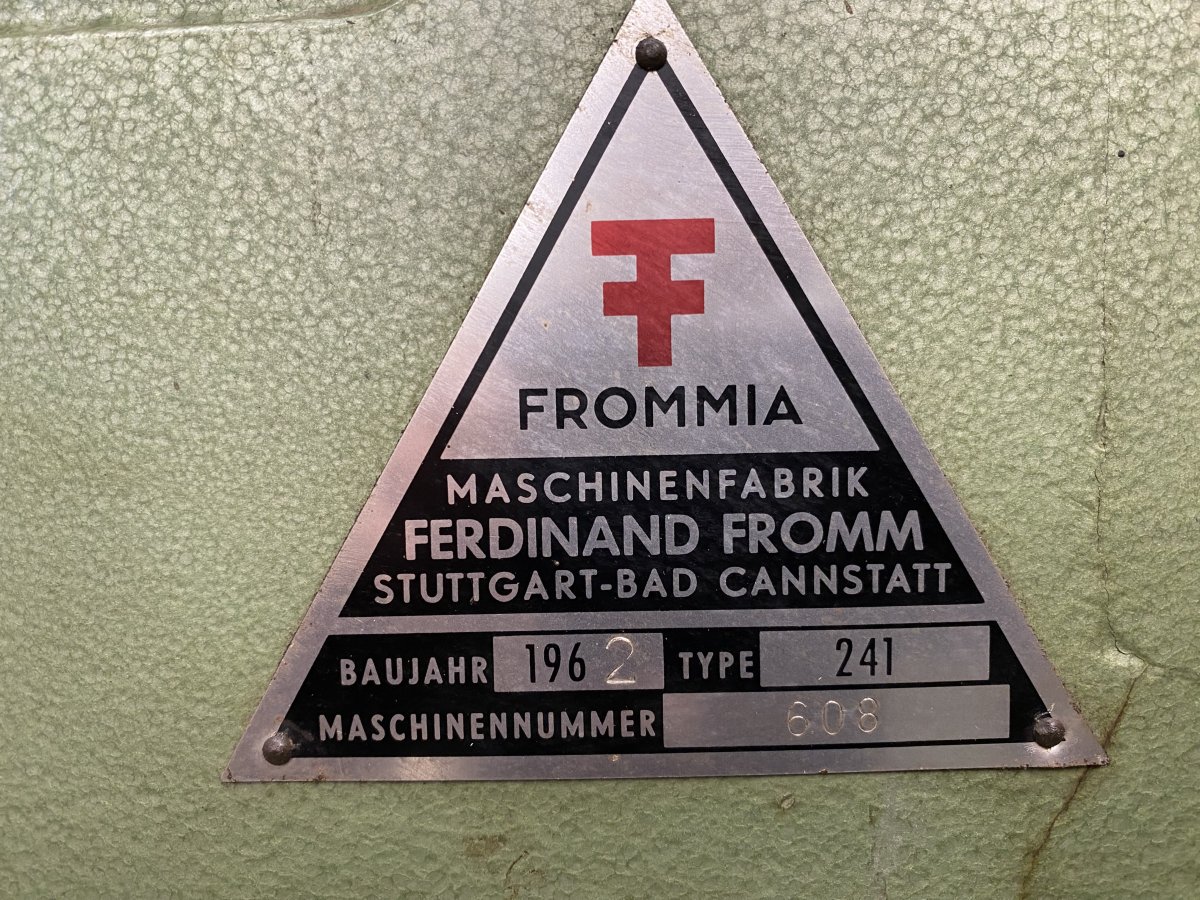 FROMMIA
MASCHINENFABRIK
FERDINAND FROMM
STUTTGART-BAD CANNSTATT
BAUJAHR 1962 TYPE 241
MASCHINENNUMMER 608